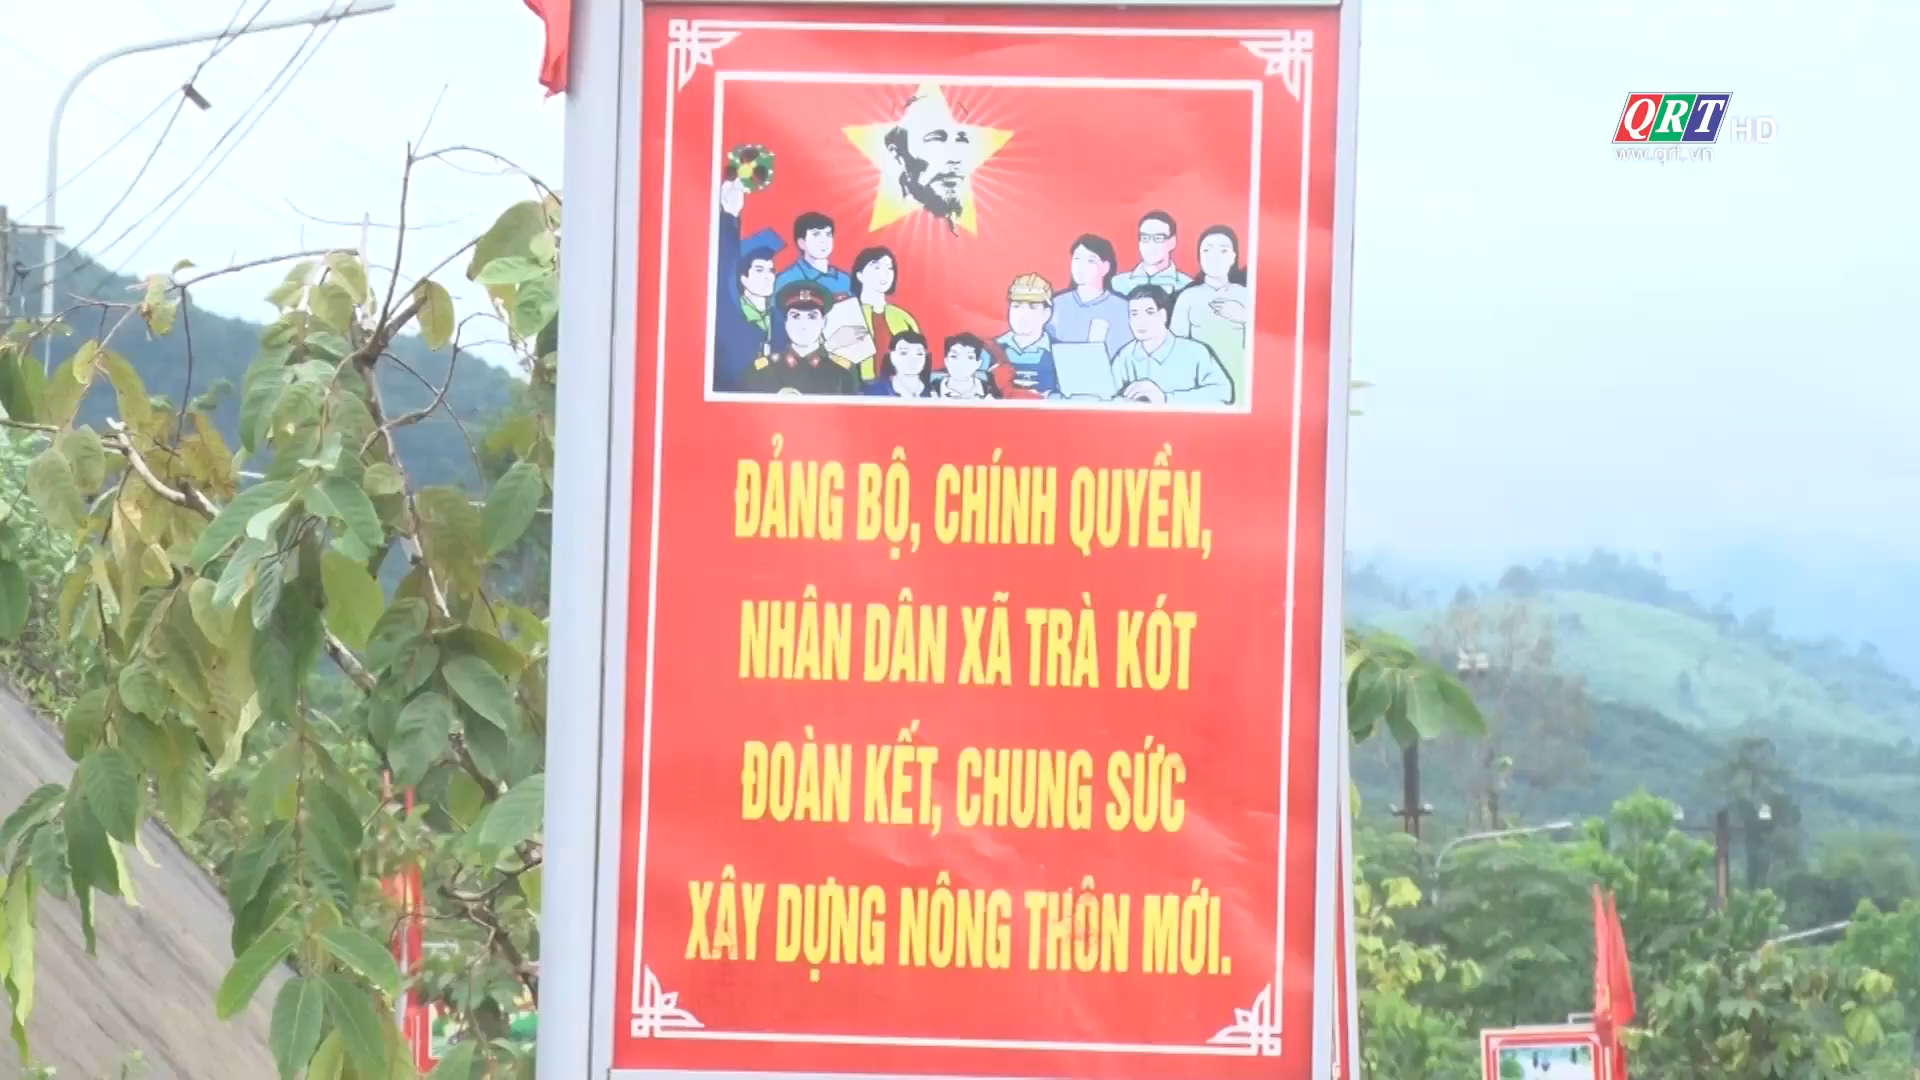 QRT HD
www.qrt.vn
ĐẢNG BỘ, CHÍNH QUYỀN,
NHÂN DÂN XÃ TRÀ KÓT
ĐOÀN KẾT, CHUNG SỨC
XÂY DỰNG NÔNG THÔN MỚI.